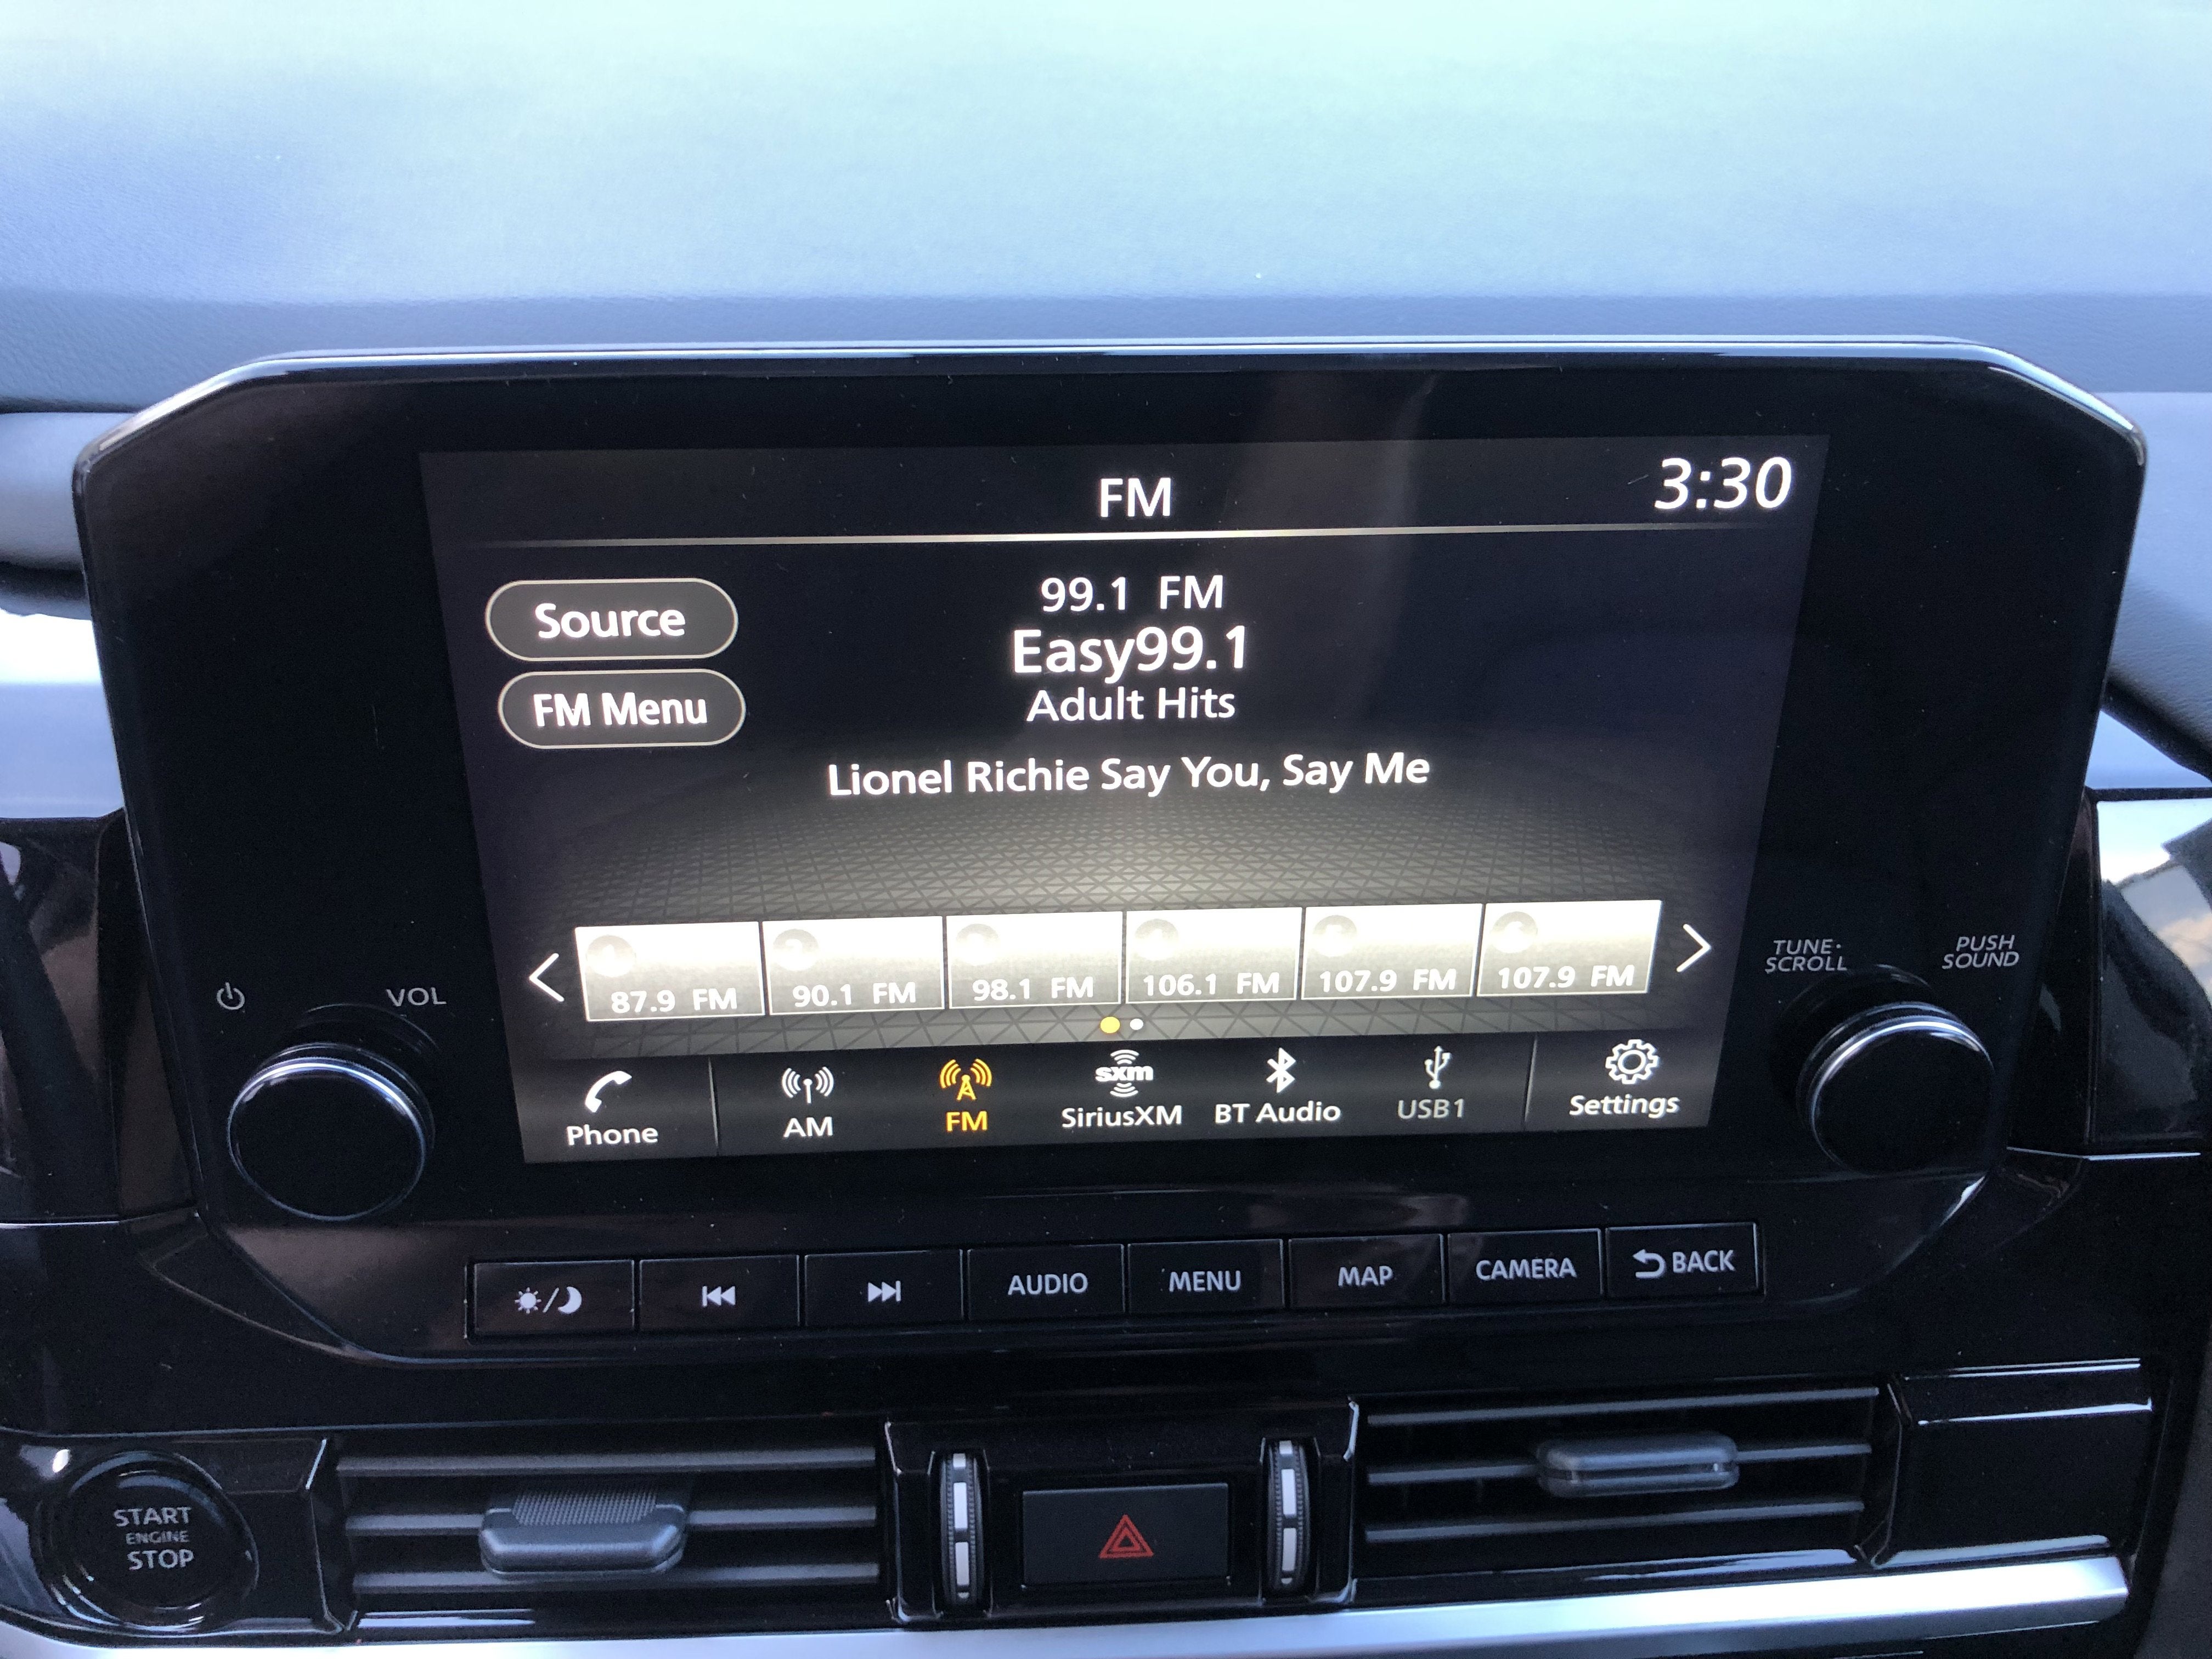 FM
3:30
Source
FM Menu
99.1 FM
Easy99.1
Adult Hits
Lionel Richie Say You, Say Me
87.9 FM
90.1 FM
98.1 FM
106.1 FM
107.9 FM
107.9 FM
Phone
AM
FM
sxm
SiriusXM
BT Audio
USB1
Settings
VOL
TUNE·
SCROLL
PUSH
SOUND
AUDIO
MENU
MAP
CAMERA
BACK
START
ENGINE
STOP